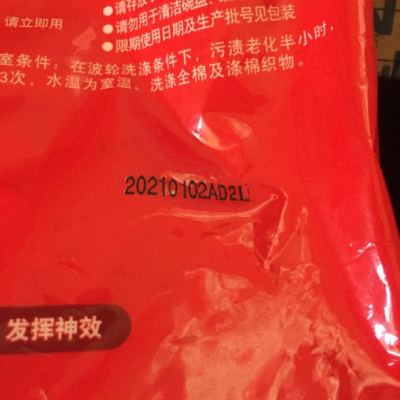 请立即用
请勿用于清洁碗盘、
限期使用日期及生产批号见包装
室条件：在波轮洗涤条件下，污渍老化半小时，
3次。水温为室温。洗涤全棉及涤棉织物。
20210102AD2L
发挥神效